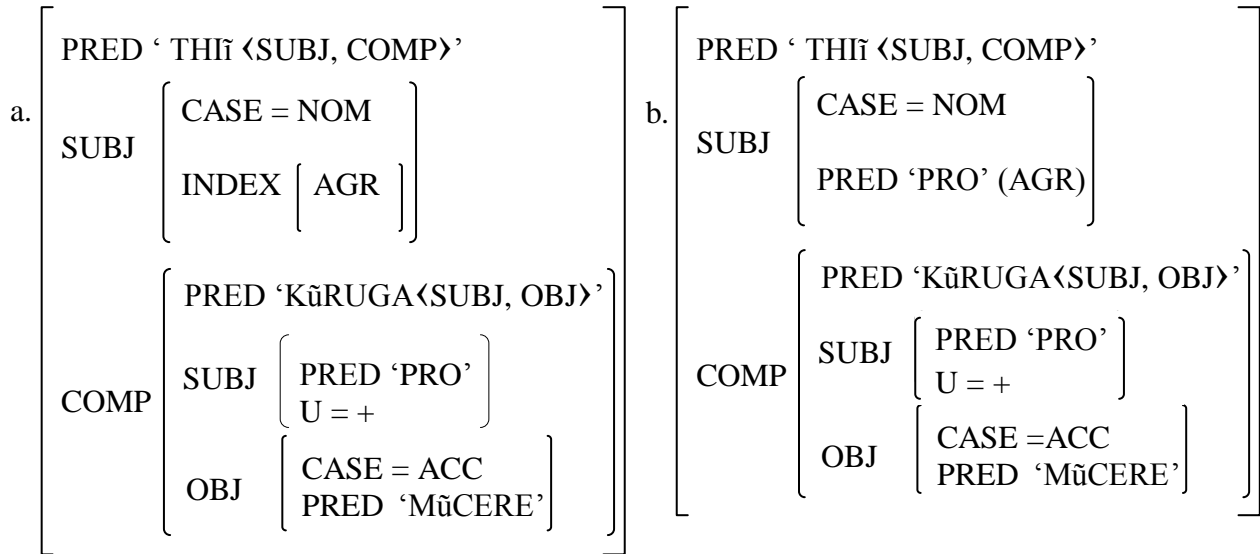 a.
PRED ‘ THIĩ ‹SUBJ, COMP›’
SUBJ
CASE = NOM
INDEX
AGR
COMP
PRED ‘KũRUGA‹SUBJ, OBJ›’
SUBJ
PRED ‘PRO’
U = +
OBJ
CASE = ACC
PRED ‘MũCERE’
b.
PRED ‘ THIĩ ‹SUBJ, COMP›’
SUBJ
CASE = NOM
PRED ‘PRO’ (AGR)
COMP
PRED ‘KũRUGA‹SUBJ, OBJ›’
SUBJ
PRED ‘PRO’
U = +
OBJ
CASE =ACC
PRED ‘MũCERE’